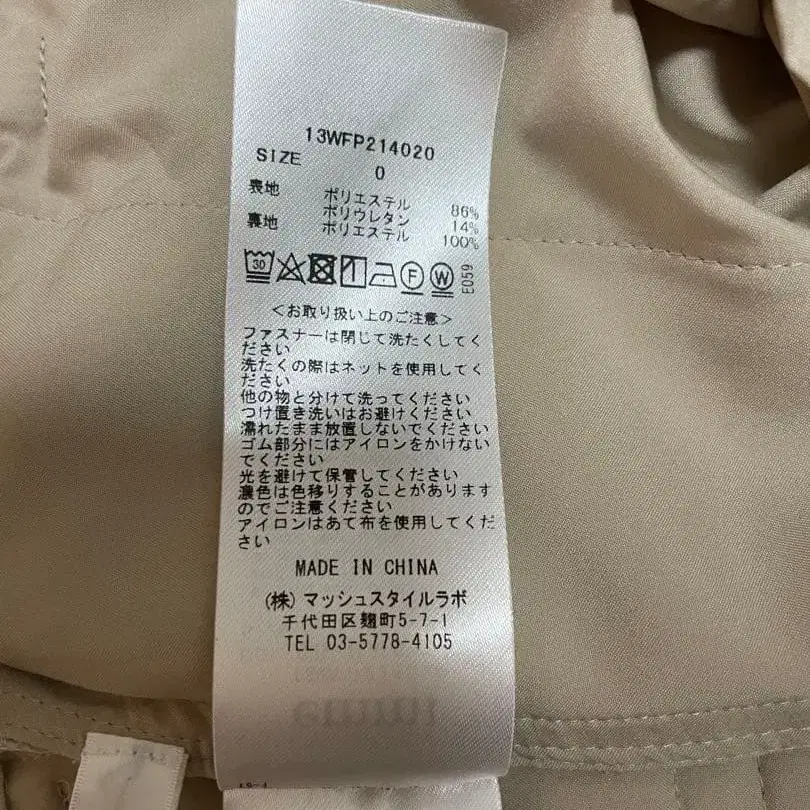 13WFP214020
SIZE 0
表地 ポリエステル 86%
ポリウレタン 14%
裏地 ポリエステル 100%
30 F W E059
<お取り扱い上のご注意>
ファスナーは閉じて洗たくしてく
ださい
洗たくの際はネットを使用してく
ださい
他の物と分けて洗ってください
つけ置き洗いはお避けください
濡れたまま放置しないでください
ゴム部分にはアイロンをかけない
でください
光を避けて保管してください
濃色は色移りすることがあります
のでご注意ください
アイロンはあて布を使用してくだ
さい
MADE IN CHINA
(株)マッシュスタイルラボ
千代田区麹町5-7-1
TEL 03-5778-4105